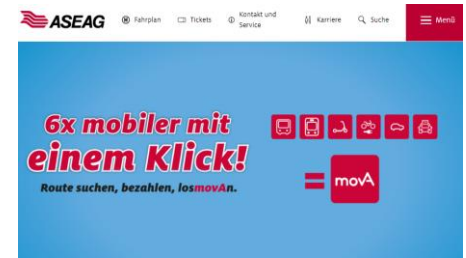 ASEAG
Fahrplan
Tickets
Kontakt und
Service
Karriere
Suche
Menü
6x mobiler mit
einem Klick!
Route suchen, bezahlen, losmovAn.
movA